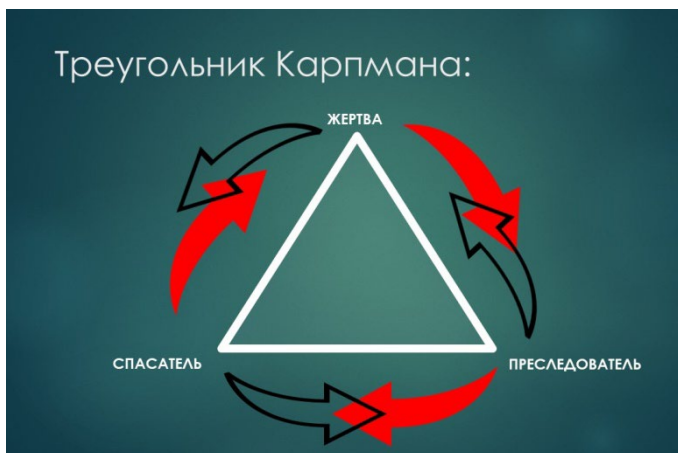 Треугольник Карпмана:
ЖЕРТВА
СПАСАТЕЛЬ
ПРЕСЛЕДОВАТЕЛЬ